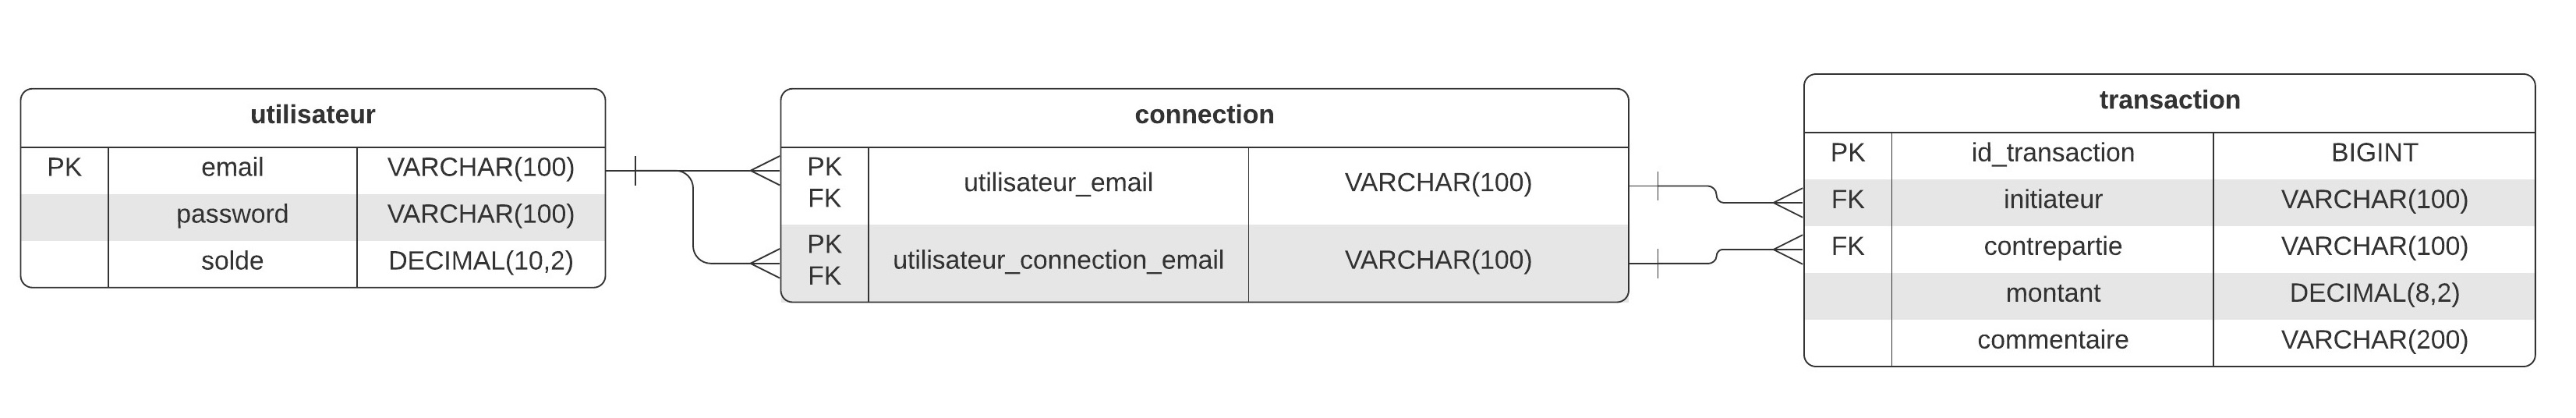 utilisateur
PK email VARCHAR(100)
password VARCHAR(100)
solde DECIMAL(10,2)
connection
PK
FK
utilisateur_email VARCHAR(100)
PK
FK
utilisateur_connection_email VARCHAR(100)
transaction
PK id_transaction BIGINT
FK initiateur VARCHAR(100)
FK contrepartie VARCHAR(100)
montant DECIMAL(8,2)
commentaire VARCHAR(200)